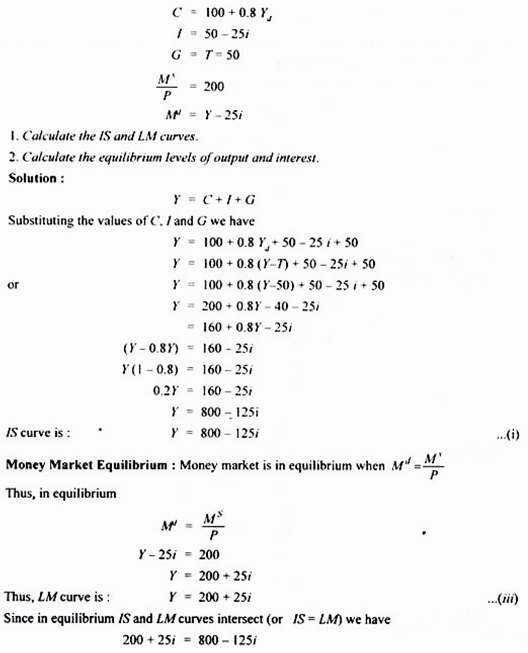 C = 100 + 0.8 Y_d
I = 50 – 25i
G = T = 50
M^s/P = 200
M^d = Y – 25i
1. Calculate the IS and LM curves.
2. Calculate the equilibrium levels of output and interest.
Solution :
Y = C + I + G
Substituting the values of C, I and G we have
Y = 100 + 0.8 Y_d + 50 – 25 i + 50
Y = 100 + 0.8 (Y–T) + 50 – 25i + 50
or Y = 100 + 0.8 (Y–50) + 50 – 25 i + 50
Y = 200 + 0.8Y – 40 – 25i
= 160 + 0.8Y – 25i
(Y – 0.8Y) = 160 – 25i
Y (1 – 0.8) = 160 – 25i
0.2Y = 160 – 25i
Y = 800 – 125i
IS curve is : Y = 800 – 125i ...(i)
Money Market Equilibrium : Money market is in equilibrium when M^d = M^s/P
Thus, in equilibrium
M^d = M^S/P
Y – 25i = 200
Y = 200 + 25i
Thus, LM curve is : Y = 200 + 25i ...(iii)
Since in equilibrium IS and LM curves intersect (or IS = LM) we have
200 + 25i = 800 – 125i